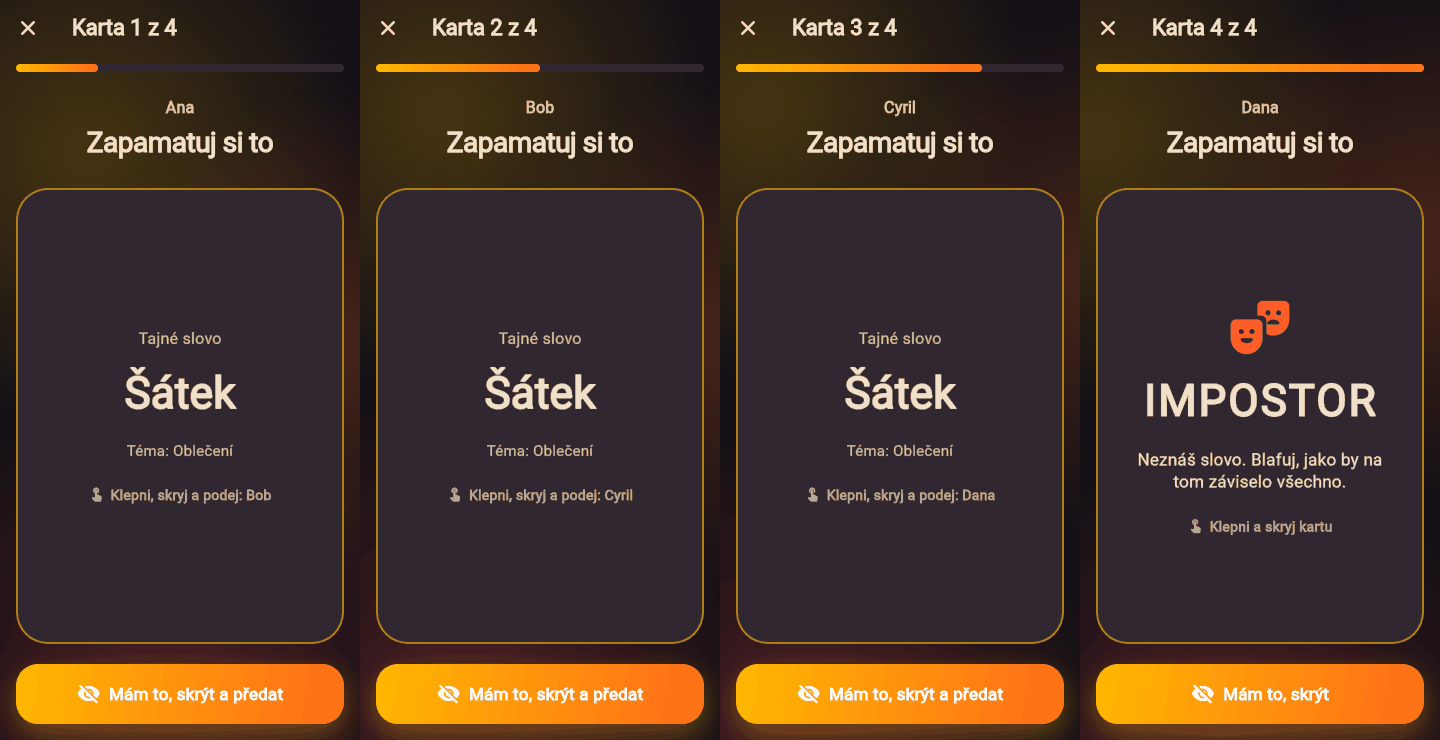 Karta 1 z 4
Ana
Zapamatuj si to
Tajné slovo
Šátek
Téma: Oblečení
Klepni, skryj a podej: Bob
Mám to, skrýt a předat
Karta 2 z 4
Bob
Zapamatuj si to
Tajné slovo
Šátek
Téma: Oblečení
Klepni, skryj a podej: Cyril
Mám to, skrýt a předat
Karta 3 z 4
Cyril
Zapamatuj si to
Tajné slovo
Šátek
Téma: Oblečení
Klepni, skryj a podej: Dana
Mám to, skrýt a předat
Karta 4 z 4
Dana
Zapamatuj si to
IMPOSTOR
Neznáš slovo. Blafuj, jako by na
tom záviselo všechno.
Klepni a skryj kartu
Mám to, skrýt